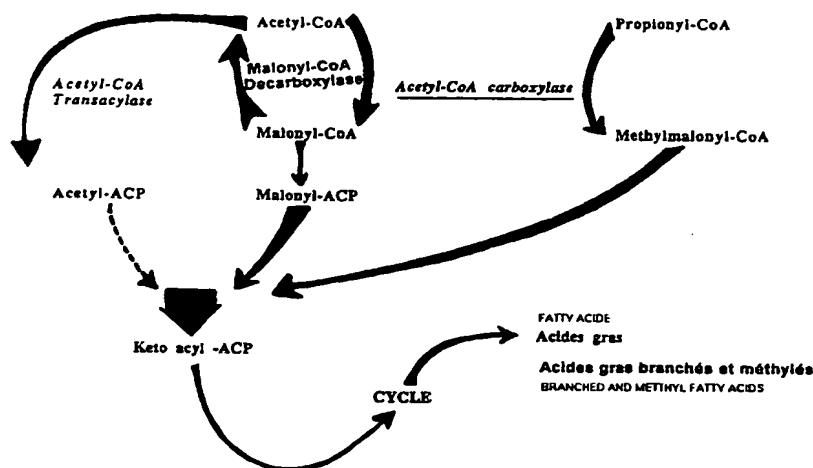 Acetyl-CoA
Propionyl-CoA
Malonyl-CoA
Decarboxylase
Acetyl-CoA
Transacylase
Acetyl-CoA carboxylase
Malonyl-CoA
Methylmalonyl-CoA
Acetyl-ACP
Malonyl-ACP
Keto acyl -ACP
FATTY ACIDE
Acides gras
Acides gras branchés et méthylés
BRANCHED AND METHYL FATTY ACIDS
CYCLE